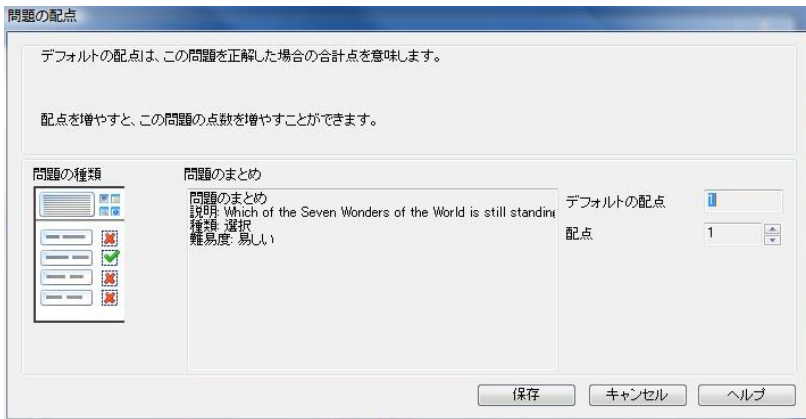 問題の配点
デフォルトの配点は、この問題を正解した場合の合計点を意味します。
配点を増やすと、この問題の点数を増やすことができます。
問題の種類
問題のまとめ
問題のまとめ
説明: Which of the Seven Wonders of the World is still standing
種類: 選択
難易度: 易しい
デフォルトの配点 1
配点 1
保存 キャンセル ヘルプ